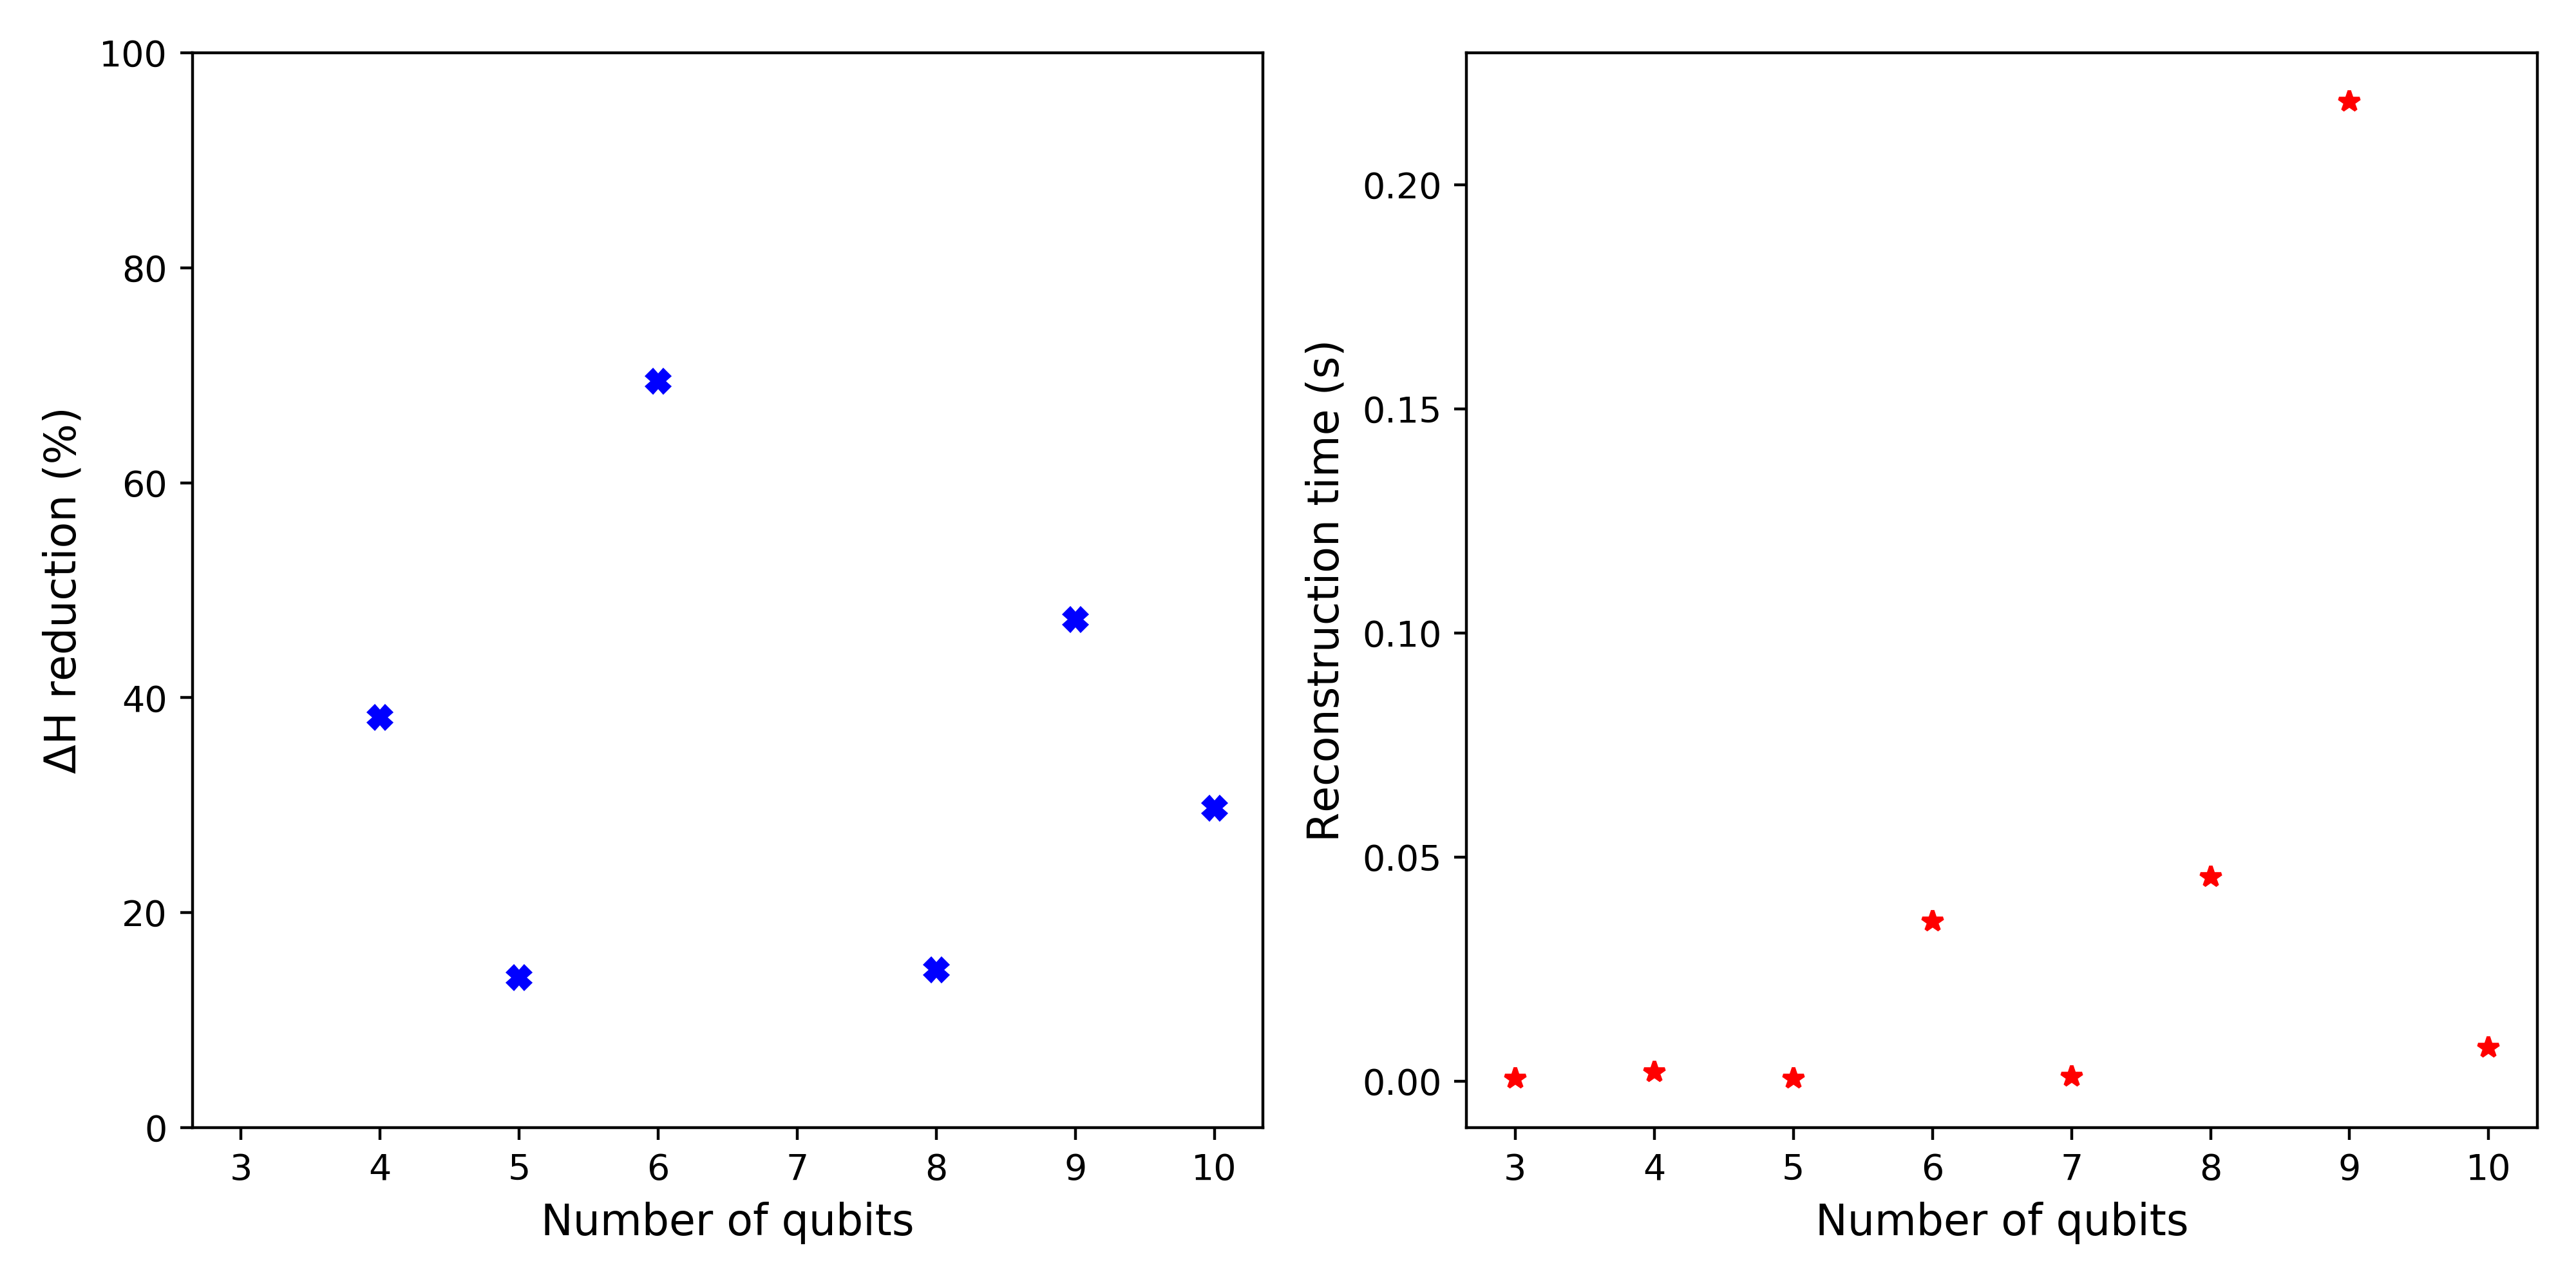 100
80
60
40
20
0
ΔH reduction (%)
3 4 5 6 7 8 9 10
Number of qubits
0.20
0.15
0.10
0.05
0.00
Reconstruction time (s)
3 4 5 6 7 8 9 10
Number of qubits